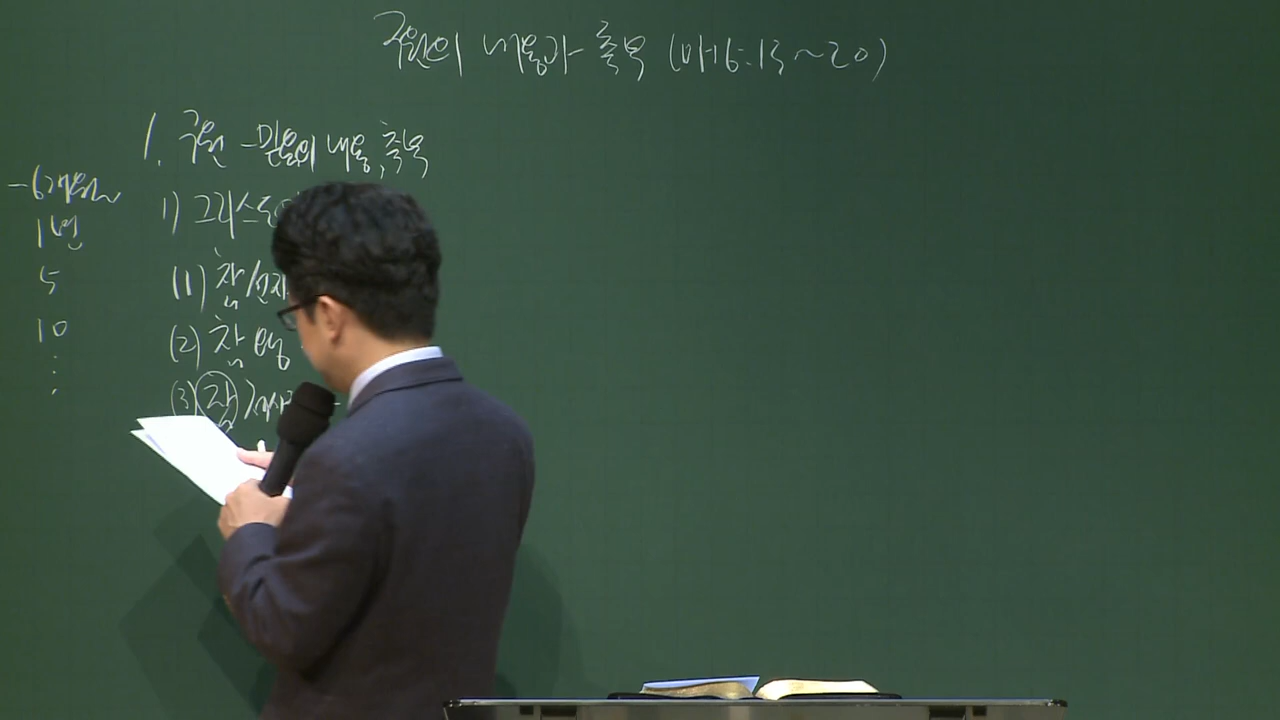 구원의 내용과 축복 (마16:13~20)
1. 구원 - 믿음의 내용, 축복
1) 그리스도
(1) 참 선지
(2) 참 왕
(3) 참 제사
- 6개월~
1년
5
10